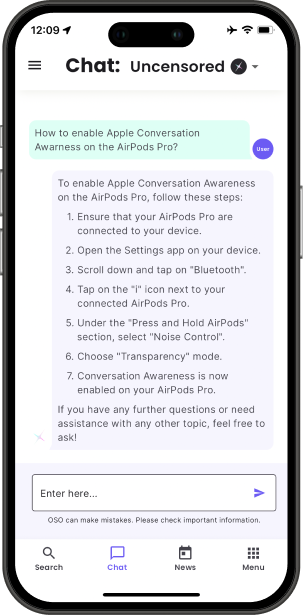 12:09
Chat: Uncensored
How to enable Apple Conversation
Awarness on the AirPods Pro?
User
To enable Apple Conversation Awareness
on the AirPods Pro, follow these steps:
1. Ensure that your AirPods Pro are
connected to your device.
2. Open the Settings app on your device.
3. Scroll down and tap on "Bluetooth".
4. Tap on the "i" icon next to your
connected AirPods Pro.
5. Under the "Press and Hold AirPods"
section, select "Noise Control".
6. Choose "Transparency" mode.
7. Conversation Awareness is now
enabled on your AirPods Pro.
If you have any further questions or need
assistance with any other topic, feel free to
ask!
Enter here...
OSO can make mistakes. Please check important information.
Search Chat News Menu